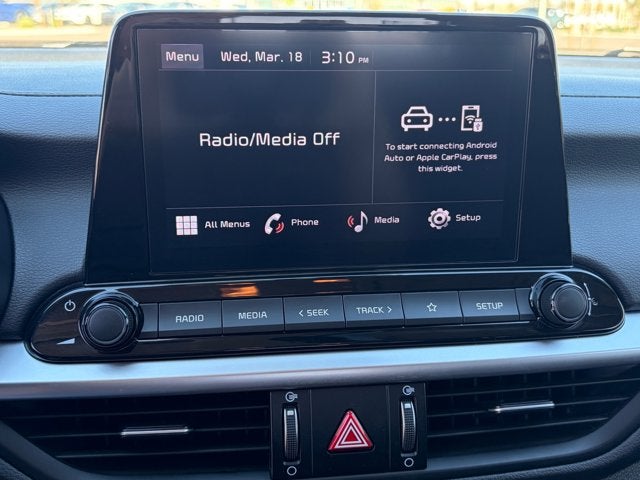 Menu Wed, Mar. 18 3:10 PM
Radio/Media Off
To start connecting Android
Auto or Apple CarPlay, press
this widget.
All Menus Phone Media Setup
RADIO MEDIA < SEEK TRACK > SETUP